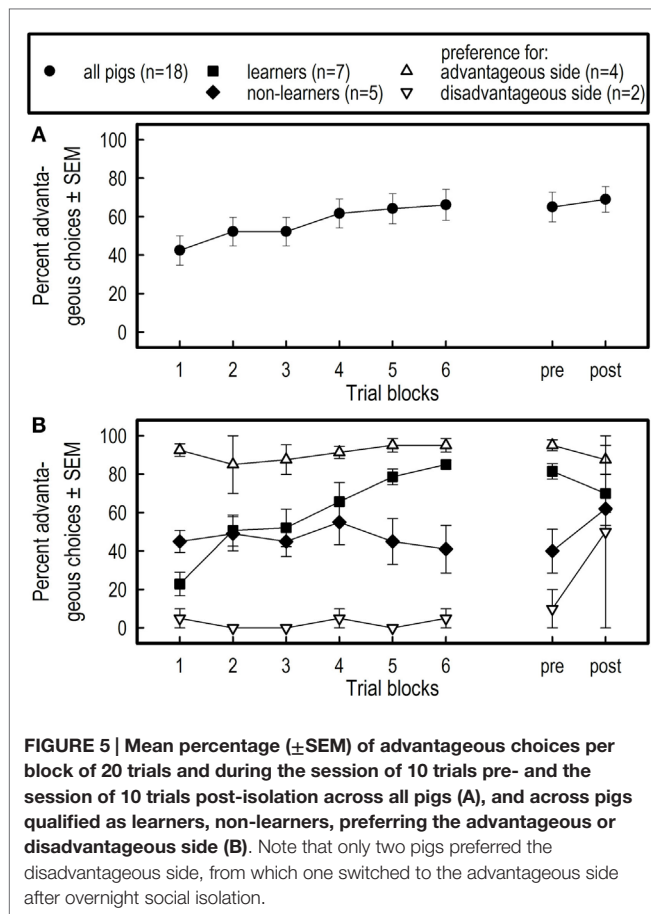 all pigs (n=18)
learners (n=7)
non-learners (n=5)
preference for:
advantageous side (n=4)
disadvantageous side (n=2)
A
Percent advanta-
geous choices ± SEM
100
80
60
40
20
0
1 2 3 4 5 6 pre post
Trial blocks
B
Percent advanta-
geous choices ± SEM
100
80
60
40
20
0
1 2 3 4 5 6 pre post
Trial blocks
FIGURE 5 | Mean percentage (±SEM) of advantageous choices per
block of 20 trials and during the session of 10 trials pre- and the
session of 10 trials post-isolation across all pigs (A), and across pigs
qualified as learners, non-learners, preferring the advantageous or
disadvantageous side (B). Note that only two pigs preferred the
disadvantageous side, from which one switched to the advantageous side
after overnight social isolation.